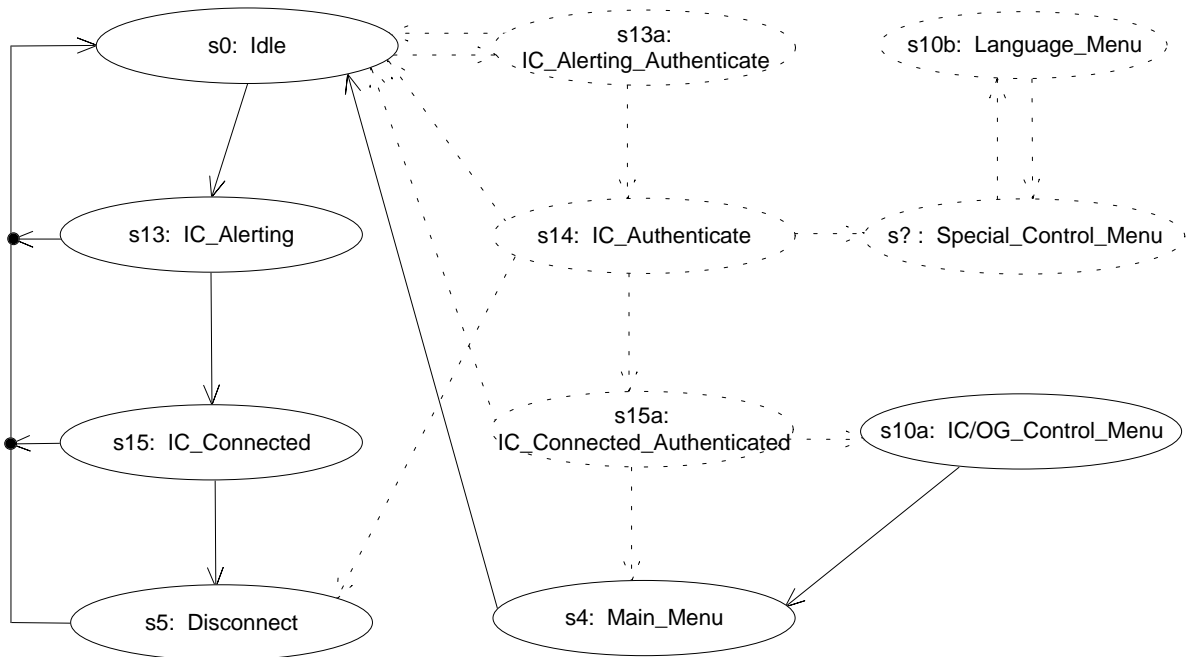 s0: Idle
s13a:
IC_Alerting_Authenticate
s10b: Language_Menu
s13: IC_Alerting
s14: IC_Authenticate
s? : Special_Control_Menu
s15: IC_Connected
s15a:
IC_Connected_Authenticated
s10a: IC/OG_Control_Menu
s5: Disconnect
s4: Main_Menu